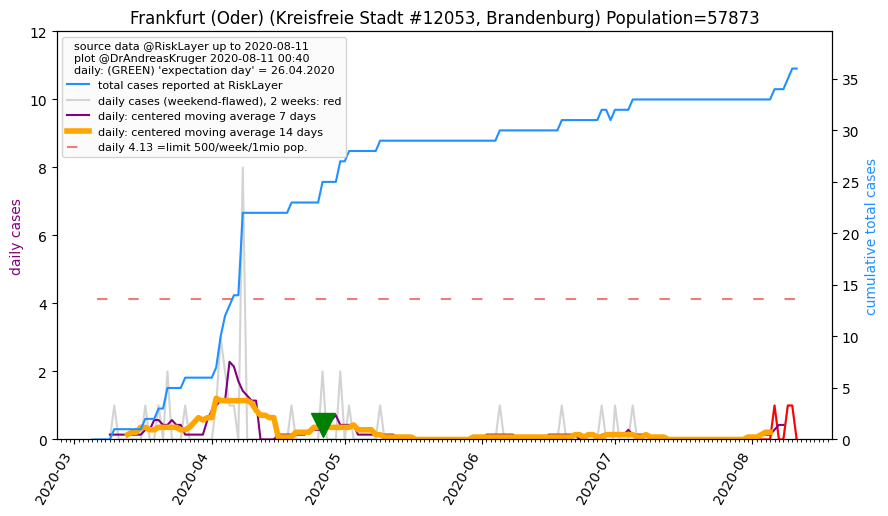 Frankfurt (Oder) (Kreisfreie Stadt #12053, Brandenburg) Population=57873
source data @RiskLayer up to 2020-08-11
plot @DrAndreasKruger 2020-08-11 00:40
daily: (GREEN) 'expectation day' = 26.04.2020
total cases reported at RiskLayer
daily cases (weekend-flawed), 2 weeks: red
daily: centered moving average 7 days
daily: centered moving average 14 days
daily 4.13 =limit 500/week/1mio pop.
daily cases
12
10
8
6
4
2
0
cumulative total cases
35
30
25
20
15
10
5
0
2020-03
2020-04
2020-05
2020-06
2020-07
2020-08